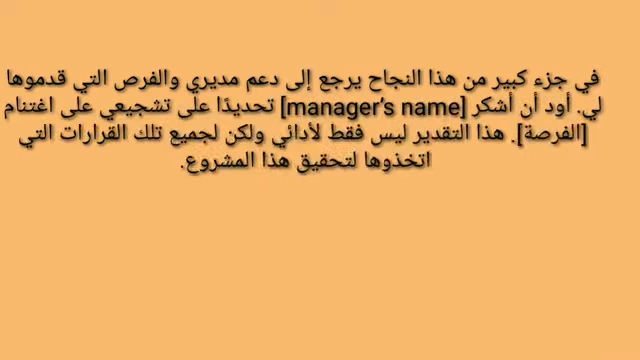 في جزء كبير من هذا النجاح يرجع إلى دعم مديري والفرص التي قدموها
لي. أود أن أشكر [manager’s name] تحديدًا على تشجيعي على اغتنام
[الفرصة]. هذا التقدير ليس فقط لأدائي ولكن لجميع تلك القرارات التي
اتخذوها لتحقيق هذا المشروع.